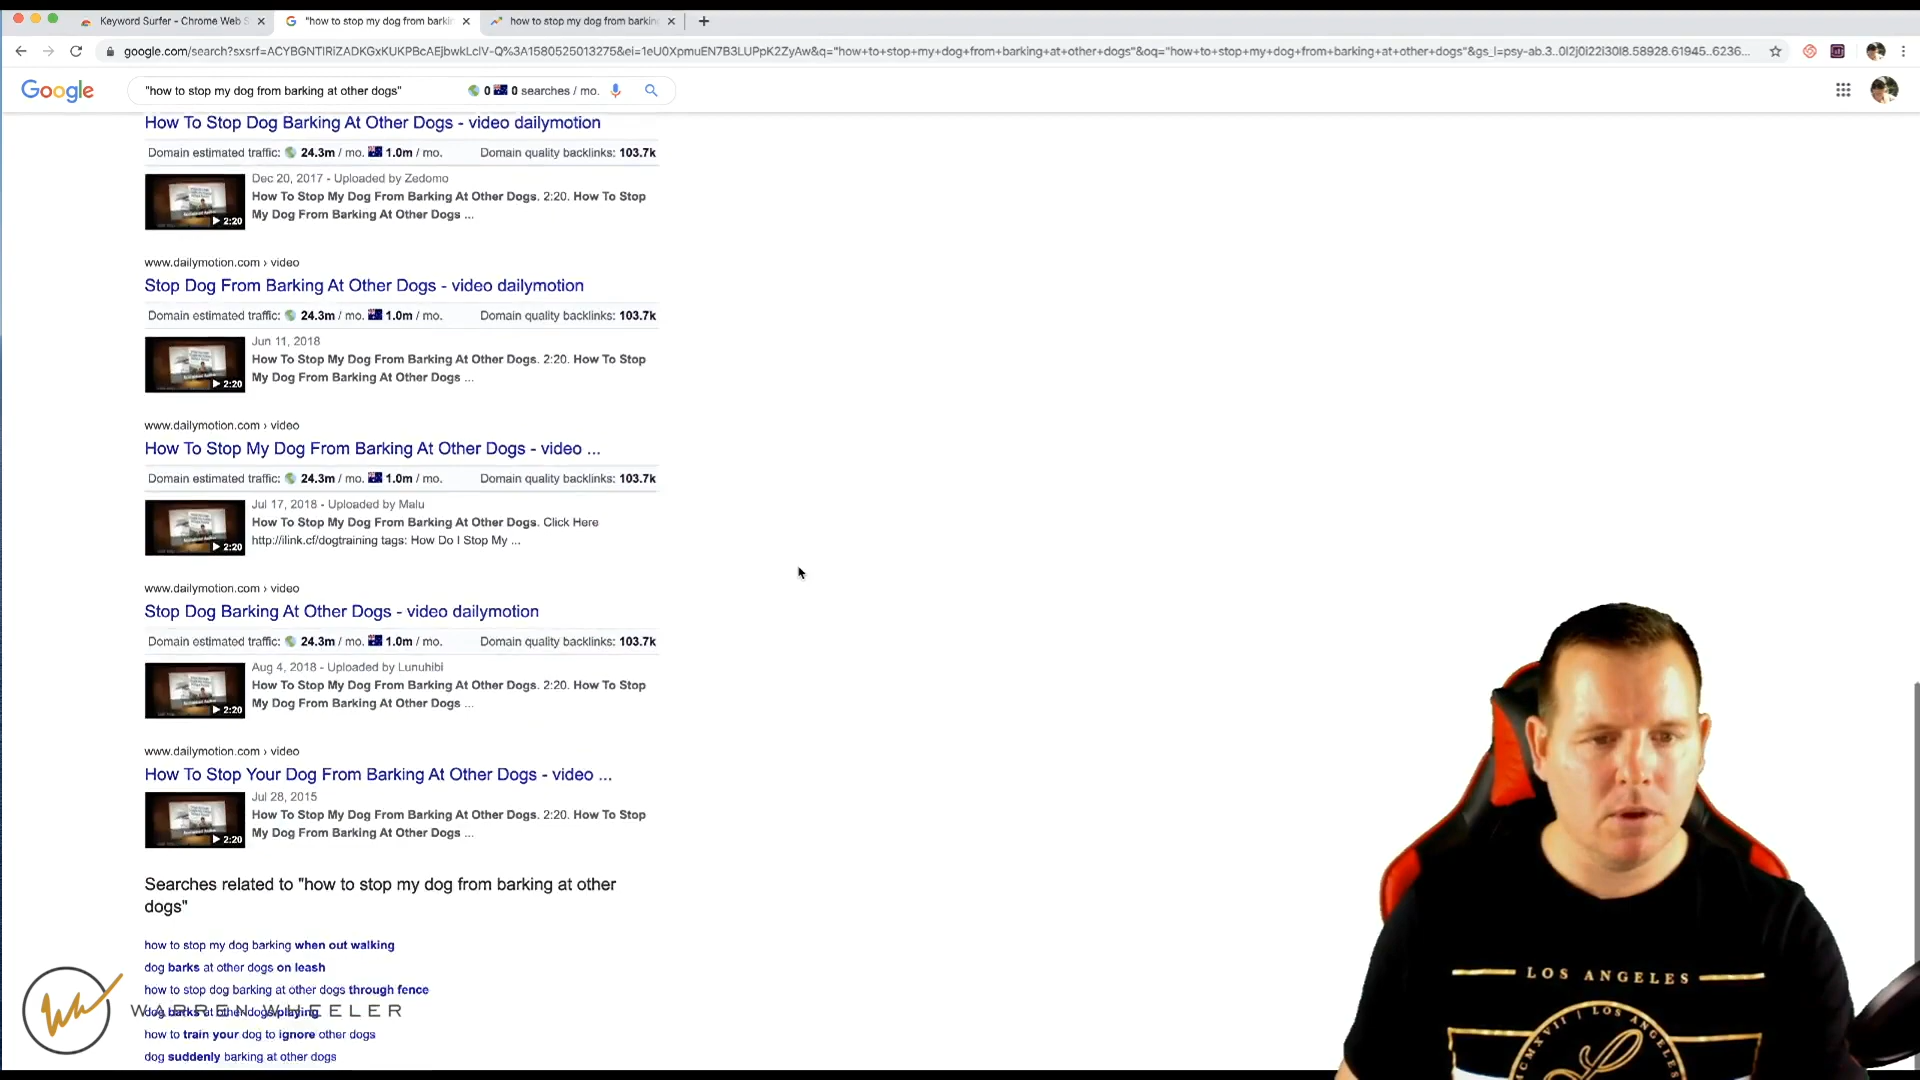 Keyword Surfer - Chrome Web S
"how to stop my dog from barkin
how to stop my dog from barking
google.com/search?sxsrf=ACYBGNTlRiZADKGxKUKPBcAEjbwkLcIV-Q%3A1580525013275&ei=1eU0XpmuEN7B3LUPpK2ZyAw&q="how+to+stop+my+dog+from+barking+at+other+dogs"&oq="how+to+stop+my+dog+from+barking+at+other+dogs"&gs_l=psy-ab.3..0i2j0i22i30l8.58928.61945..6236...
Google
"how to stop my dog from barking at other dogs"
0 0 searches / mo.
How To Stop Dog Barking At Other Dogs - video dailymotion
Domain estimated traffic: 24.3m / mo. 1.0m / mo. Domain quality backlinks: 103.7k
Dec 20, 2017 - Uploaded by Zedomo
How To Stop My Dog From Barking At Other Dogs. 2:20. How To Stop
My Dog From Barking At Other Dogs ...
2:20
www.dailymotion.com › video
Stop Dog From Barking At Other Dogs - video dailymotion
Domain estimated traffic: 24.3m / mo. 1.0m / mo. Domain quality backlinks: 103.7k
Jun 11, 2018
How To Stop My Dog From Barking At Other Dogs. 2:20. How To Stop
My Dog From Barking At Other Dogs ...
2:20
www.dailymotion.com › video
How To Stop My Dog From Barking At Other Dogs - video ...
Domain estimated traffic: 24.3m / mo. 1.0m / mo. Domain quality backlinks: 103.7k
Jul 17, 2018 - Uploaded by Malu
How To Stop My Dog From Barking At Other Dogs. Click Here
http://ilink.cf/dogtraining tags: How Do I Stop My ...
2:20
www.dailymotion.com › video
Stop Dog Barking At Other Dogs - video dailymotion
Domain estimated traffic: 24.3m / mo. 1.0m / mo. Domain quality backlinks: 103.7k
Aug 4, 2018 - Uploaded by Lunuhibi
How To Stop My Dog From Barking At Other Dogs. 2:20. How To Stop
My Dog From Barking At Other Dogs ...
2:20
www.dailymotion.com › video
How To Stop Your Dog From Barking At Other Dogs - video ...
Jul 28, 2015
How To Stop My Dog From Barking At Other Dogs. 2:20. How To Stop
My Dog From Barking At Other Dogs ...
2:20
Searches related to "how to stop my dog from barking at other
dogs"
how to stop my dog barking when out walking
dog barks at other dogs on leash
how to stop dog barking at other dogs through fence
dog barks at other dogs playing
WARREN WHEELER
how to train your dog to ignore other dogs
dog suddenly barking at other dogs
LOS ANGELES
MCMXVII | LOS ANGELES